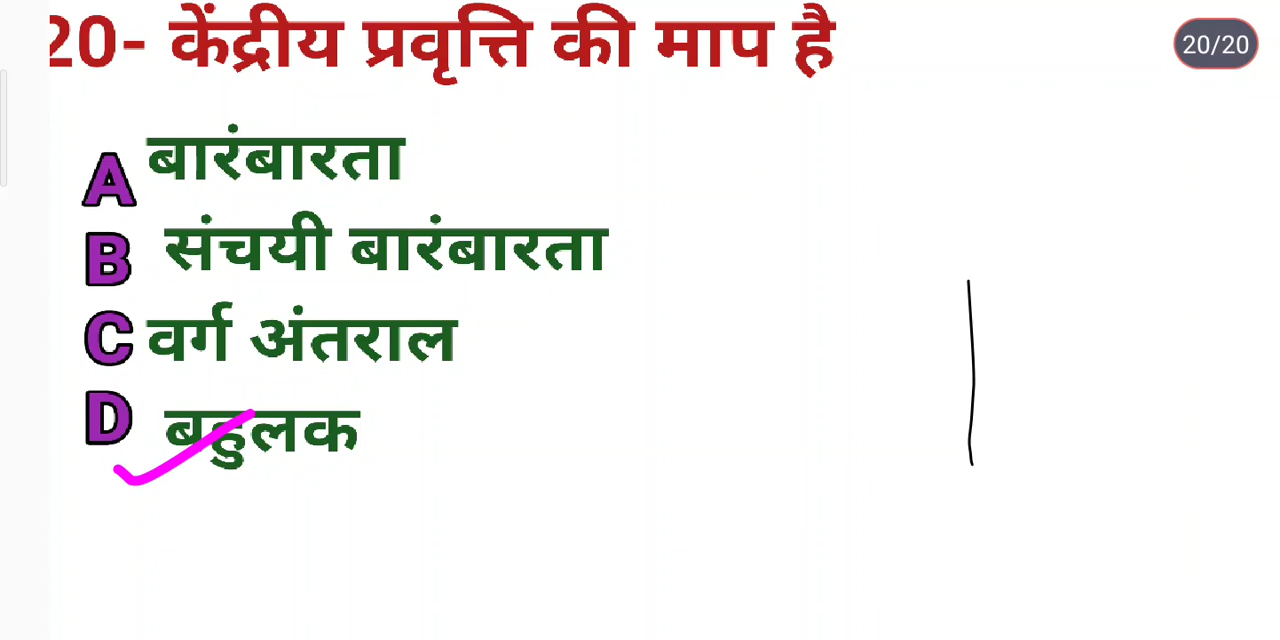 20- केंद्रीय प्रवृत्ति की माप है
20/20
A बारंबारता
B संचयी बारंबारता
C वर्ग अंतराल
D बहुलक